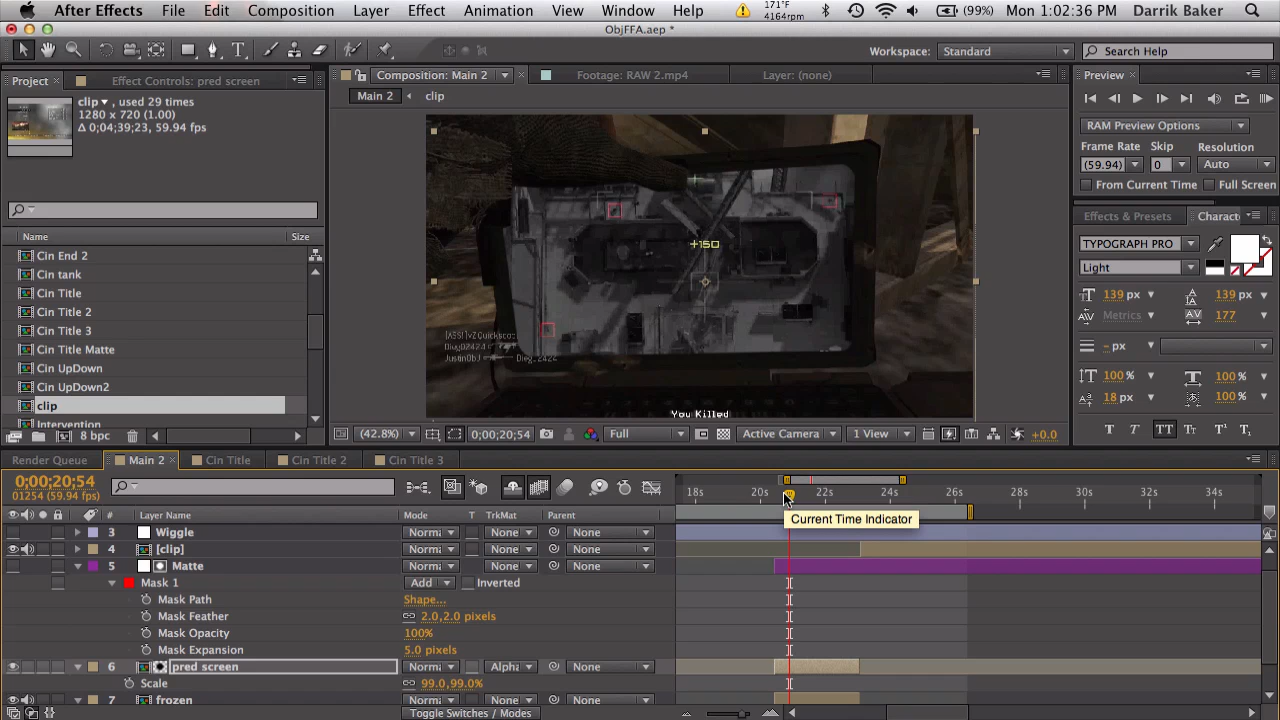 After Effects File Edit Composition Layer Effect Animation View Window Help 171°F 4164rpm (99%) Mon 1:02:36 PM Darrik Baker
ObjFFA.aep *
Workspace: Standard Search Help
Project Effect Controls: pred screen Composition: Main 2 Footage: RAW 2.mp4 Layer: (none) Preview
clip , used 29 times
1280 x 720 (1.00)
Δ 0;04;39;23, 59.94 fps
Main 2 clip
RAM Preview Options
Frame Rate Skip Resolution
(59.94) 0 Auto
From Current Time Full Screen
Effects & Presets Charact
Name Size
Cin End 2
Cin tank
Cin Title
Cin Title 2
Cin Title 3
Cin Title Matte
Cin UpDown
Cin UpDown2
clip
Intervention
8 bpc
+150
You Killed
TYPOGRAPH PRO
Light
139 px 139 px
Metrics 177
- px
100 % 100 %
18 px 100 %
T T TT Tt T¹ T₁
(42.8%) 0;00;20;54 Full Active Camera 1 View +0.0
Render Queue Main 2 Cin Title Cin Title 2 Cin Title 3
0;00;20;54
01254 (59.94 fps)
18s 20s 22s 24s 26s 28s 30s 32s 34s
Current Time Indicator
# Layer Name Mode T TrkMat Parent
3 Wiggle Norma None None
4 [clip] Norma None None
5 Matte Norma None None
Mask 1 Add Inverted
Mask Path Shape...
Mask Feather 2.0,2.0 pixels
Mask Opacity 100%
Mask Expansion 5.0 pixels
6 pred screen Norma Alpha None
Scale 99.0,99.0%
7 frozen Norma None None
Toggle Switches / Modes